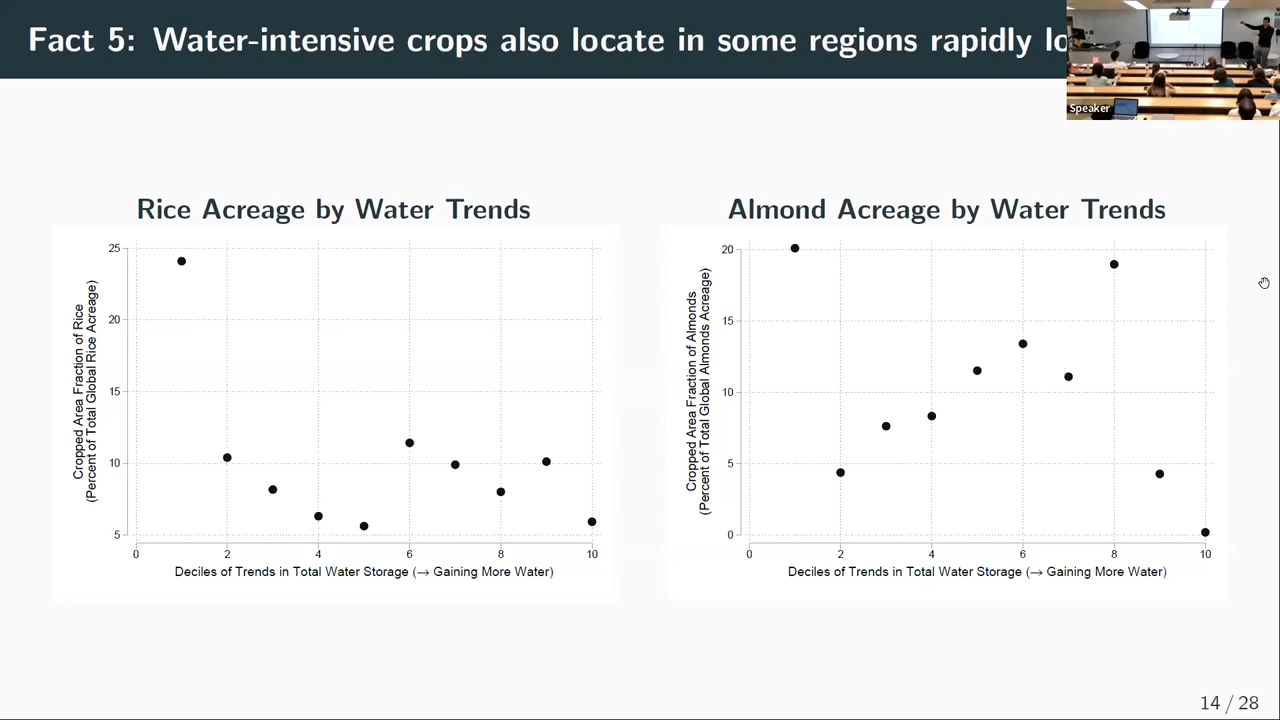 Fact 5: Water-intensive crops also locate in some regions rapidly
Speaker
Rice Acreage by Water Trends
Cropped Area Fraction of Rice
(Percent of Total Global Rice Acreage)
25
20
15
10
5
0
2
4
6
8
10
Deciles of Trends in Total Water Storage (→ Gaining More Water)
Almond Acreage by Water Trends
Cropped Area Fraction of Almonds
(Percent of Total Global Almonds Acreage)
20
15
10
5
0
0
2
4
6
8
10
Deciles of Trends in Total Water Storage (→ Gaining More Water)
14 / 28